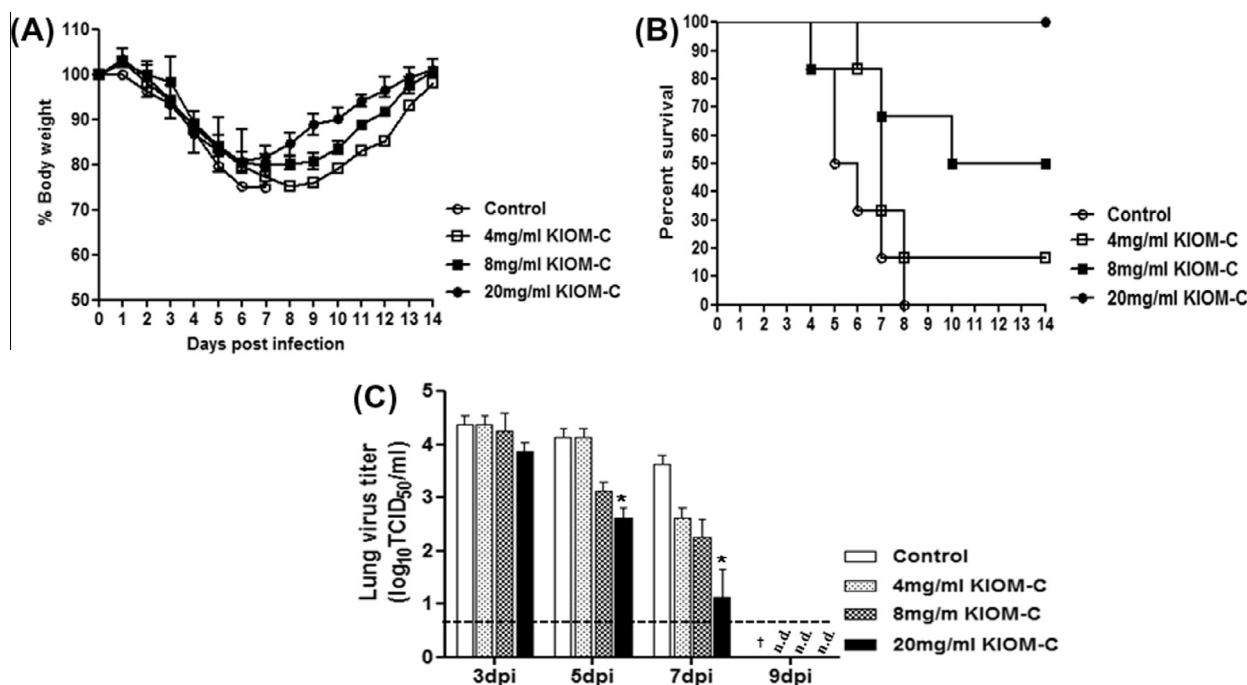 (A)
110
100
90
80
70
60
50
% Body weight
0 1 2 3 4 5 6 7 8 9 10 11 12 13 14
Days post infection
Control
4mg/ml KIOM-C
8mg/ml KIOM-C
20mg/ml KIOM-C
(B)
100
90
80
70
60
50
40
30
20
10
0
Percent survival
0 1 2 3 4 5 6 7 8 9 10 11 12 13 14
Control
4mg/ml KIOM-C
8mg/ml KIOM-C
20mg/ml KIOM-C
(C)
5
4
3
2
1
0
Lung virus titer
(log10TCID50/ml)
* *
† n.d. n.d. n.d.
3dpi 5dpi 7dpi 9dpi
Control
4mg/ml KIOM-C
8mg/m KIOM-C
20mg/ml KIOM-C